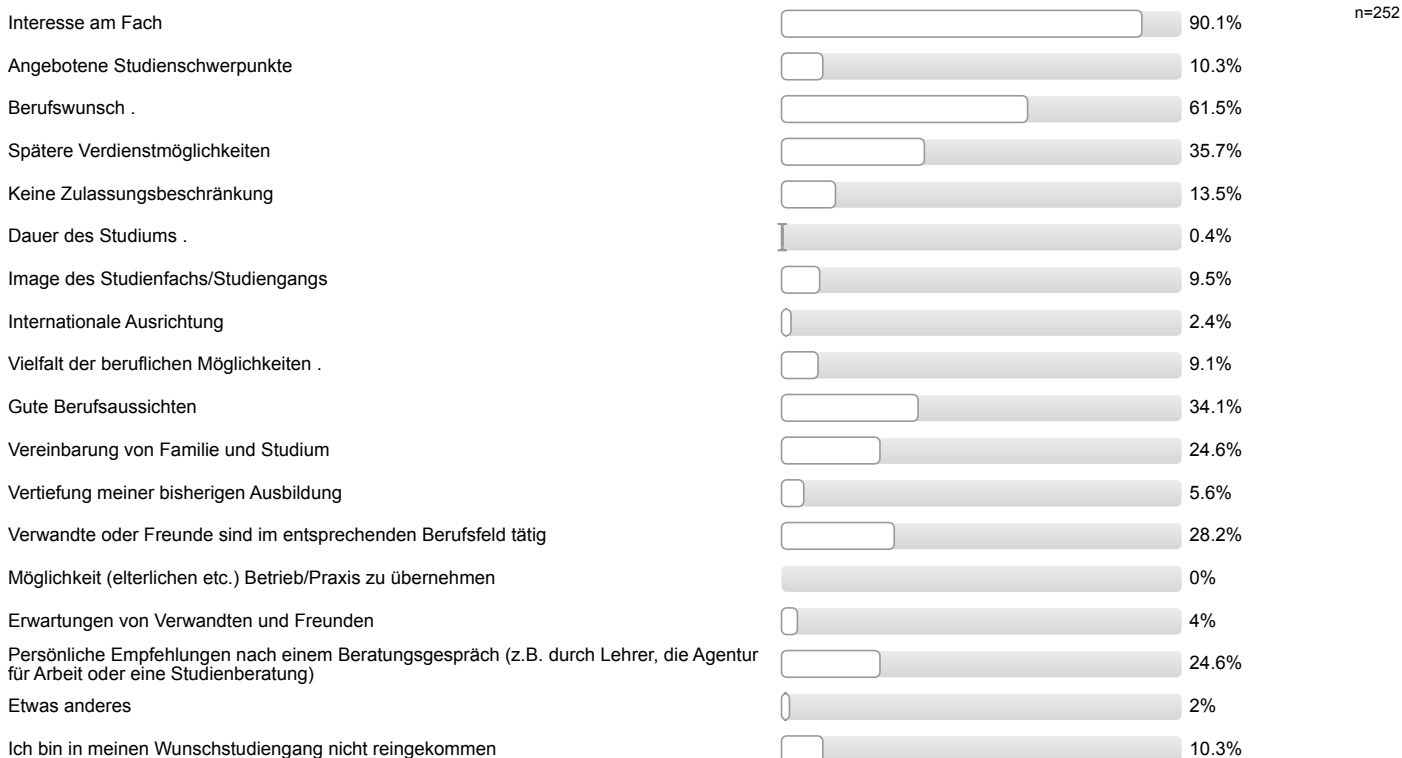 Interesse am Fach 90.1% n=252
Angebotene Studienschwerpunkte 10.3%
Berufswunsch . 61.5%
Spätere Verdienstmöglichkeiten 35.7%
Keine Zulassungsbeschränkung 13.5%
Dauer des Studiums . 0.4%
Image des Studienfachs/Studiengangs 9.5%
Internationale Ausrichtung 2.4%
Vielfalt der beruflichen Möglichkeiten . 9.1%
Gute Berufsaussichten 34.1%
Vereinbarung von Familie und Studium 24.6%
Vertiefung meiner bisherigen Ausbildung 5.6%
Verwandte oder Freunde sind im entsprechenden Berufsfeld tätig 28.2%
Möglichkeit (elterlichen etc.) Betrieb/Praxis zu übernehmen 0%
Erwartungen von Verwandten und Freunden 4%
Persönliche Empfehlungen nach einem Beratungsgespräch (z.B. durch Lehrer, die Agentur
für Arbeit oder eine Studienberatung) 24.6%
Etwas anderes 2%
Ich bin in meinen Wunschstudiengang nicht reingekommen 10.3%